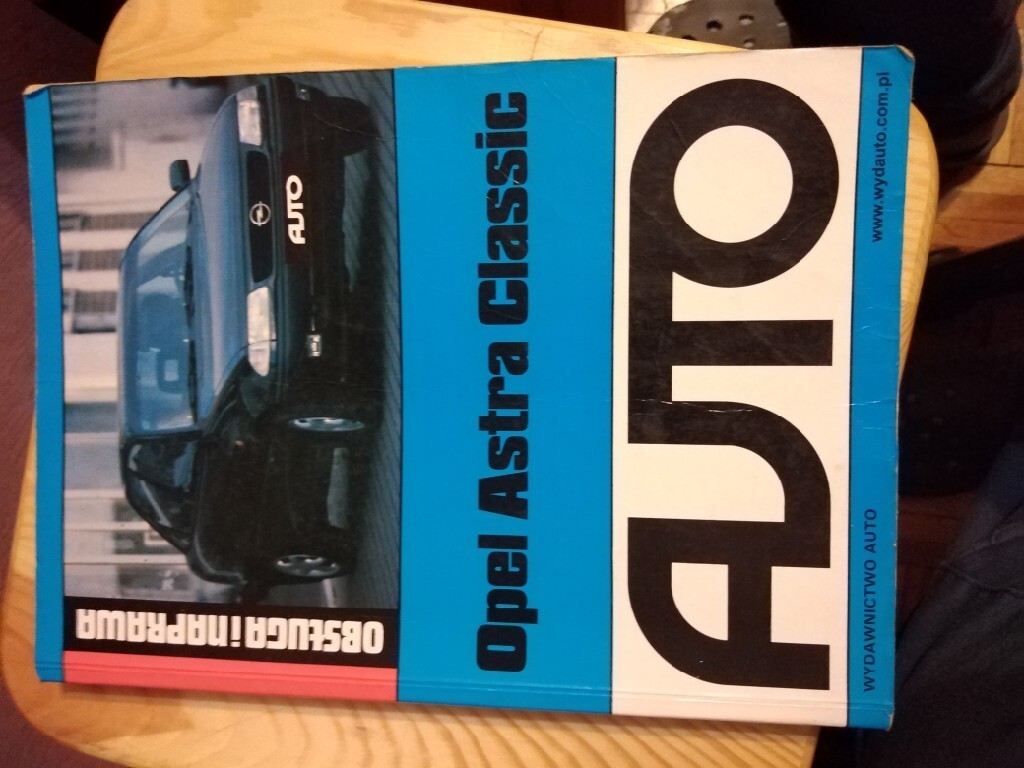 OBSŁUGA i NAPRAWA
AUTO
Opel Astra Classic
AUTO
WYDAWNICTWO AUTO
www.wydauto.com.pl